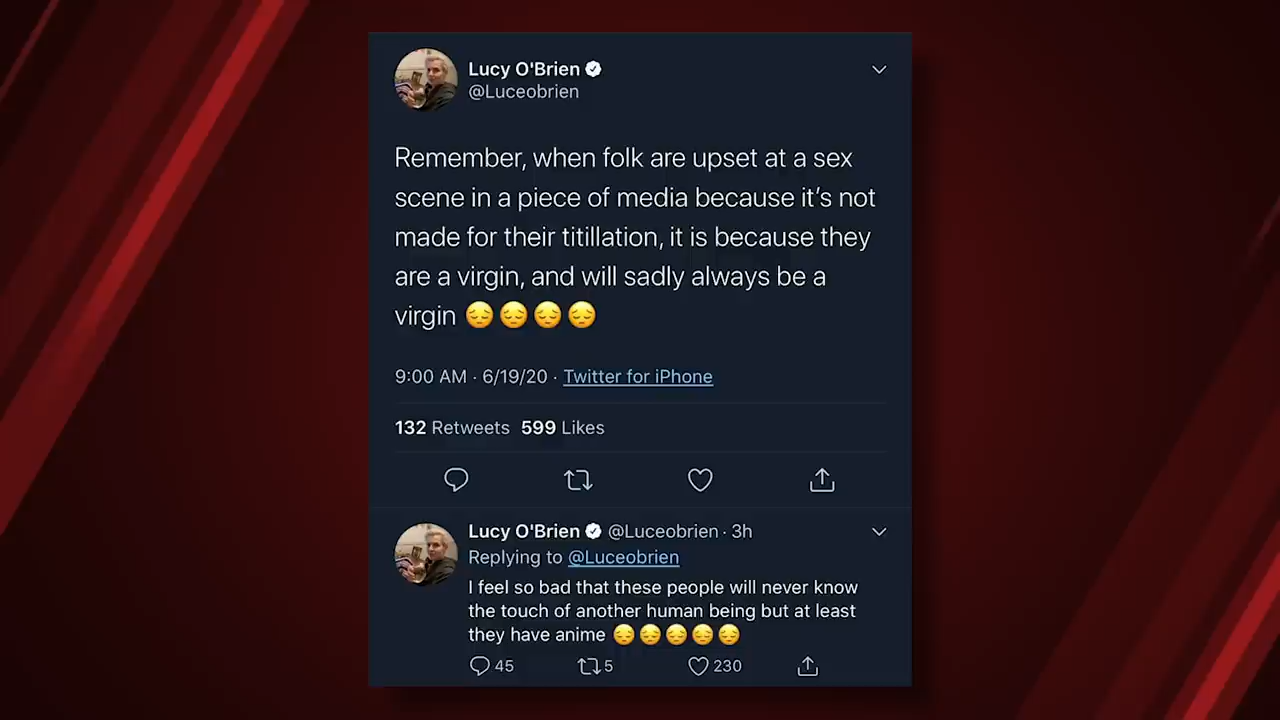 Lucy O'Brien
@Luceobrien
Remember, when folk are upset at a sex
scene in a piece of media because it’s not
made for their titillation, it is because they
are a virgin, and will sadly always be a
virgin 😔😔😔😔
9:00 AM · 6/19/20 · Twitter for iPhone
132 Retweets 599 Likes
Lucy O'Brien @Luceobrien · 3h
Replying to @Luceobrien
I feel so bad that these people will never know
the touch of another human being but at least
they have anime 😔😔😔😔😔
45 5 230